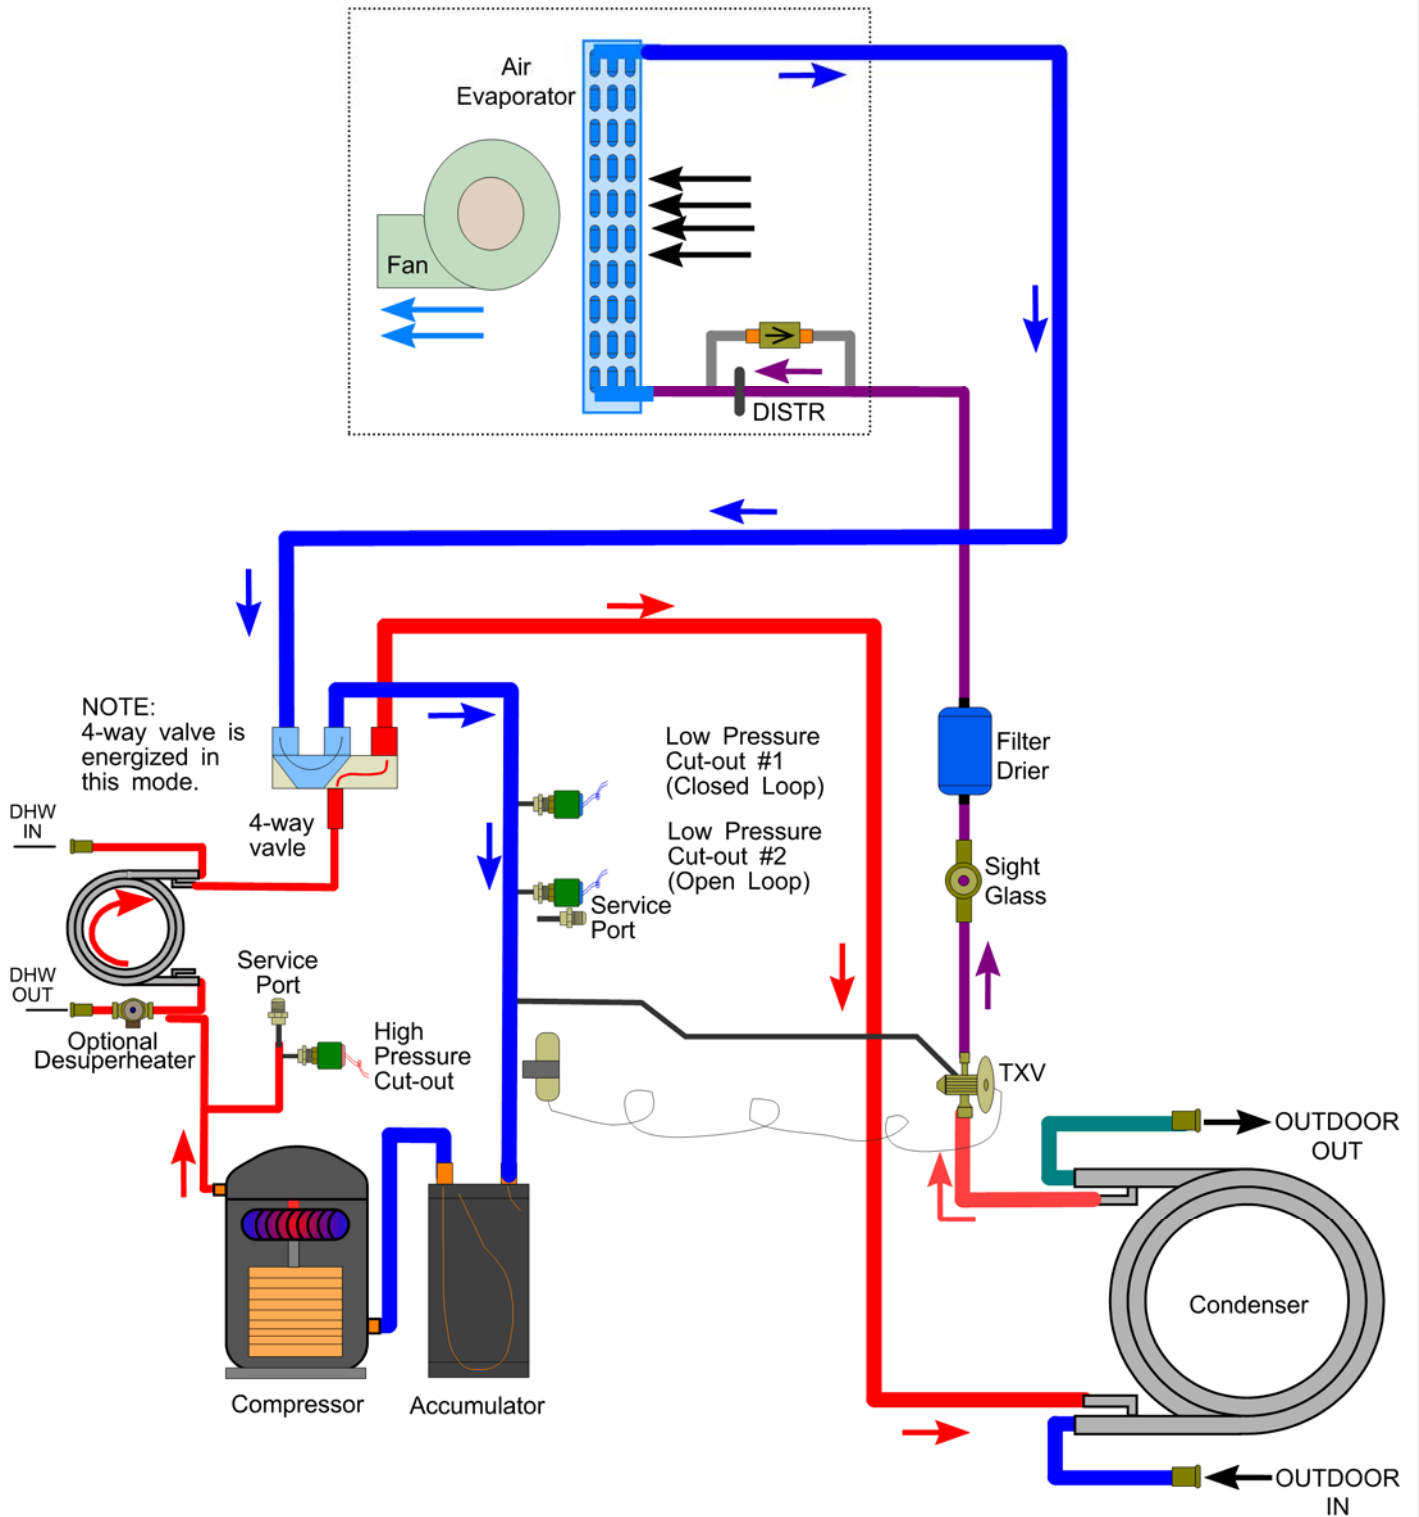 Air
Evaporator
Fan
DISTR
NOTE:
4-way valve is
energized in
this mode.
4-way
vavle
Low Pressure
Cut-out #1
(Closed Loop)
Low Pressure
Cut-out #2
(Open Loop)
Service
Port
Filter
Drier
Sight
Glass
DHW
IN
DHW
OUT
Optional
Desuperheater
Service
Port
High
Pressure
Cut-out
TXV
OUTDOOR
OUT
Condenser
Compressor
Accumulator
OUTDOOR
IN